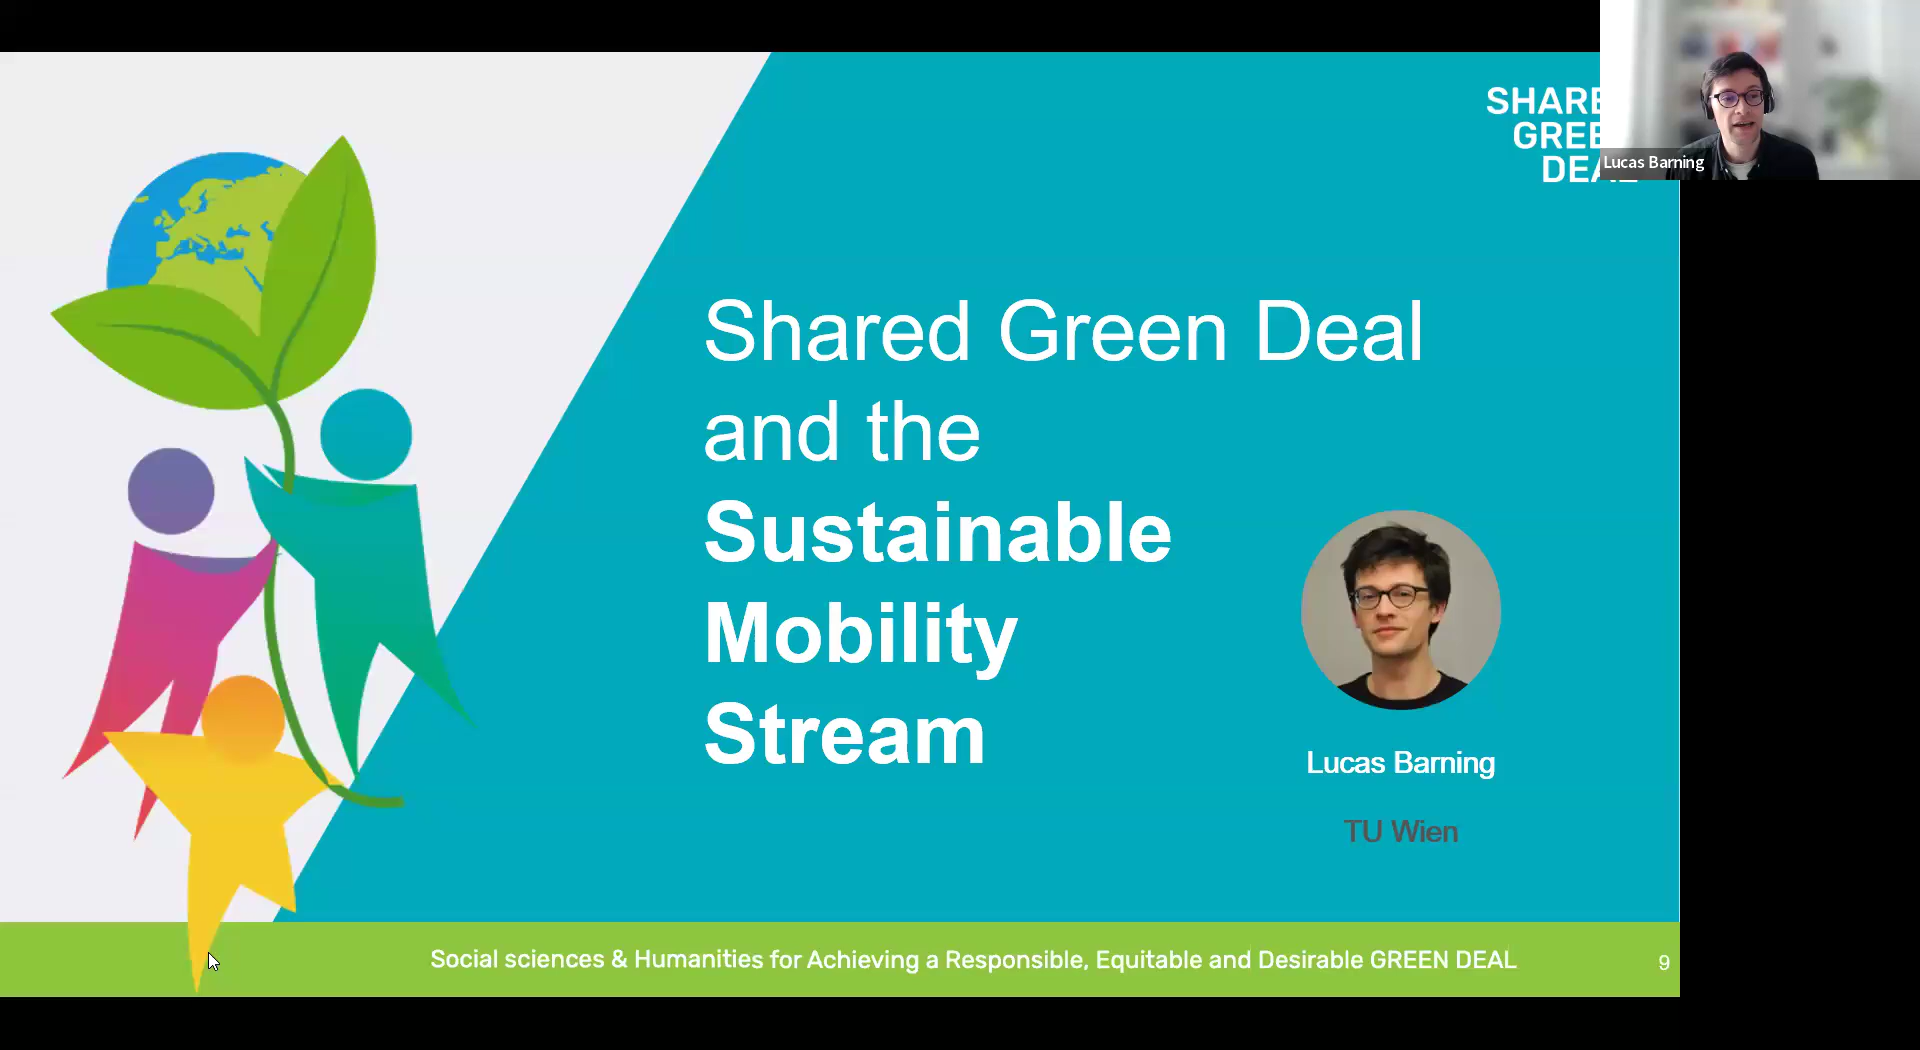 SHARE
GREE
DEAL
Lucas Barning
Shared Green Deal
and the
Sustainable
Mobility
Stream
Lucas Barning
TU Wien
Social sciences & Humanities for Achieving a Responsible, Equitable and Desirable GREEN DEAL
9